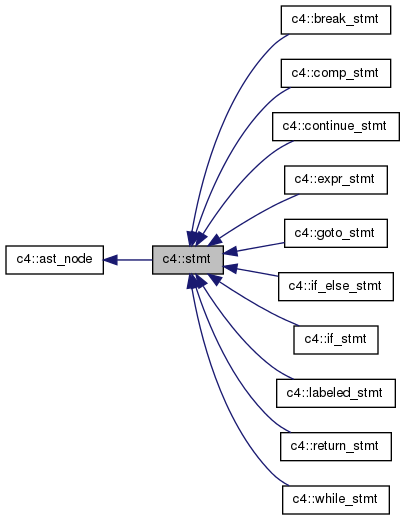 c4::break_stmt
c4::comp_stmt
c4::continue_stmt
c4::expr_stmt
c4::goto_stmt
c4::ast_node
c4::stmt
c4::if_else_stmt
c4::if_stmt
c4::labeled_stmt
c4::return_stmt
c4::while_stmt